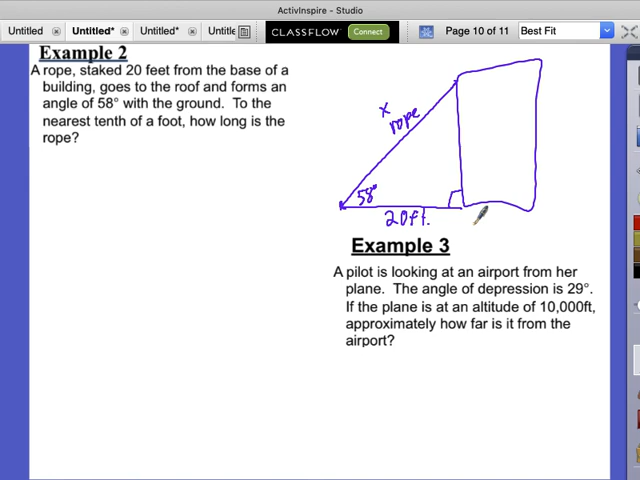 ActivInspire - Studio
Untitled Untitled* Untitled* Untitle CLASSFLOW Connect Page 10 of 11 Best Fit
Example 2
A rope, staked 20 feet from the base of a
building, goes to the roof and forms an
angle of 58° with the ground. To the
nearest tenth of a foot, how long is the
rope?
x
rope
58°
20ft.
Example 3
A pilot is looking at an airport from her
plane. The angle of depression is 29°.
If the plane is at an altitude of 10,000ft,
approximately how far is it from the
airport?